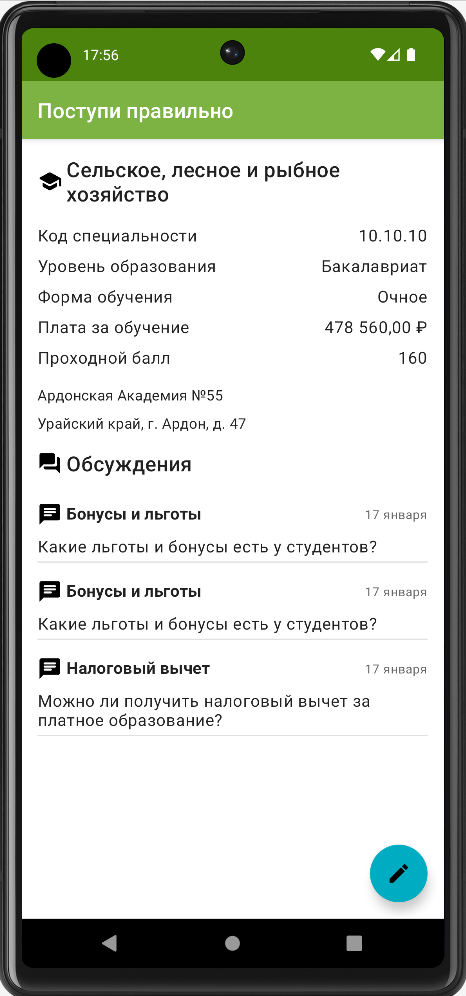 17:56
Поступи правильно
Сельское, лесное и рыбное
хозяйство
Код специальности 10.10.10
Уровень образования Бакалавриат
Форма обучения Очное
Плата за обучение 478 560,00 ₽
Проходной балл 160
Ардонская Академия №55
Урайский край, г. Ардон, д. 47
Обсуждения
Бонусы и льготы 17 января
Какие льготы и бонусы есть у студентов?
Бонусы и льготы 17 января
Какие льготы и бонусы есть у студентов?
Налоговый вычет 17 января
Можно ли получить налоговый вычет за
платное образование?